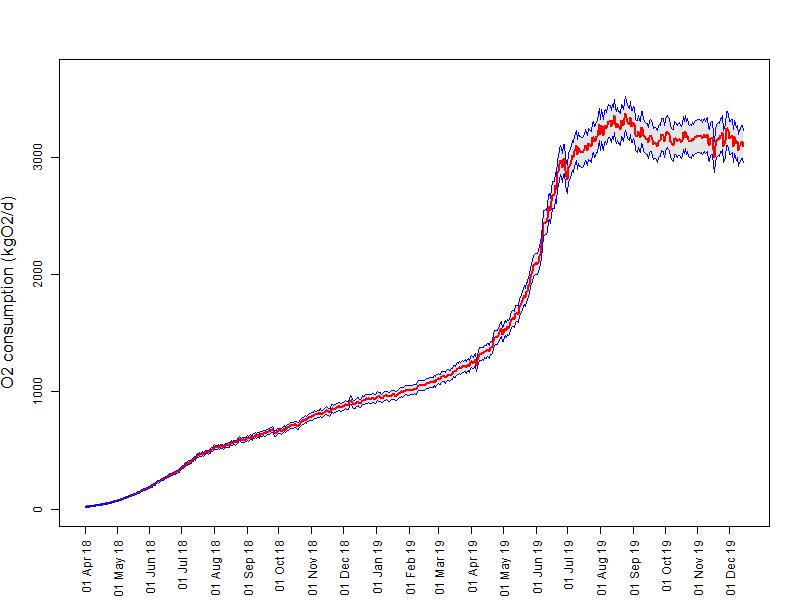 O2 consumption (kgO2/d)
3000
2000
1000
0
01 Apr 18
01 May 18
01 Jun 18
01 Jul 18
01 Aug 18
01 Sep 18
01 Oct 18
01 Nov 18
01 Dec 18
01 Jan 19
01 Feb 19
01 Mar 19
01 Apr 19
01 May 19
01 Jun 19
01 Jul 19
01 Aug 19
01 Sep 19
01 Oct 19
01 Nov 19
01 Dec 19